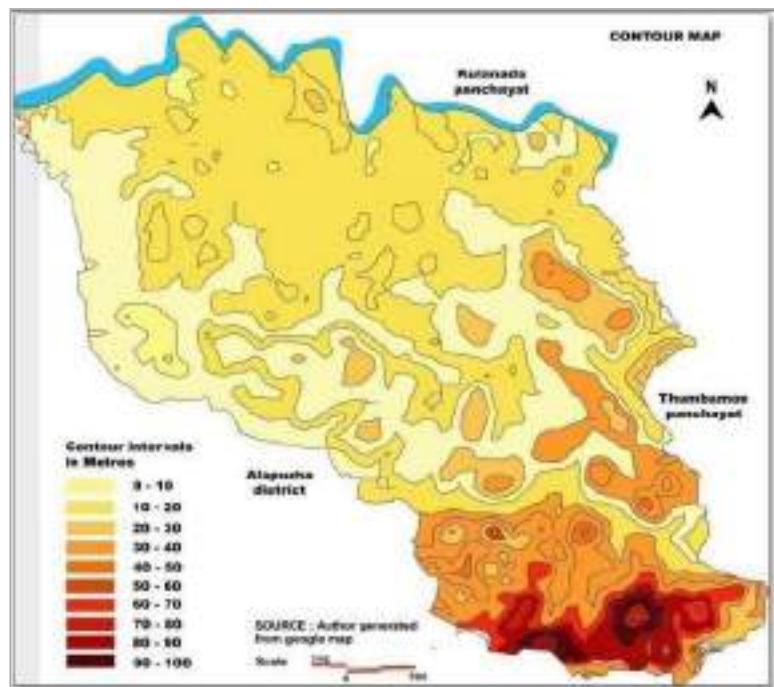 CONTOUR MAP
Kulanada
panchayat
N
Thumbamon
panchayat
Contour intervals
in Metres
0 - 10
10 - 20
20 - 30
30 - 40
40 - 50
50 - 60
60 - 70
70 - 80
80 - 90
90 - 100
Alapuzha
district
SOURCE : Author generated
from google map
Scale
0